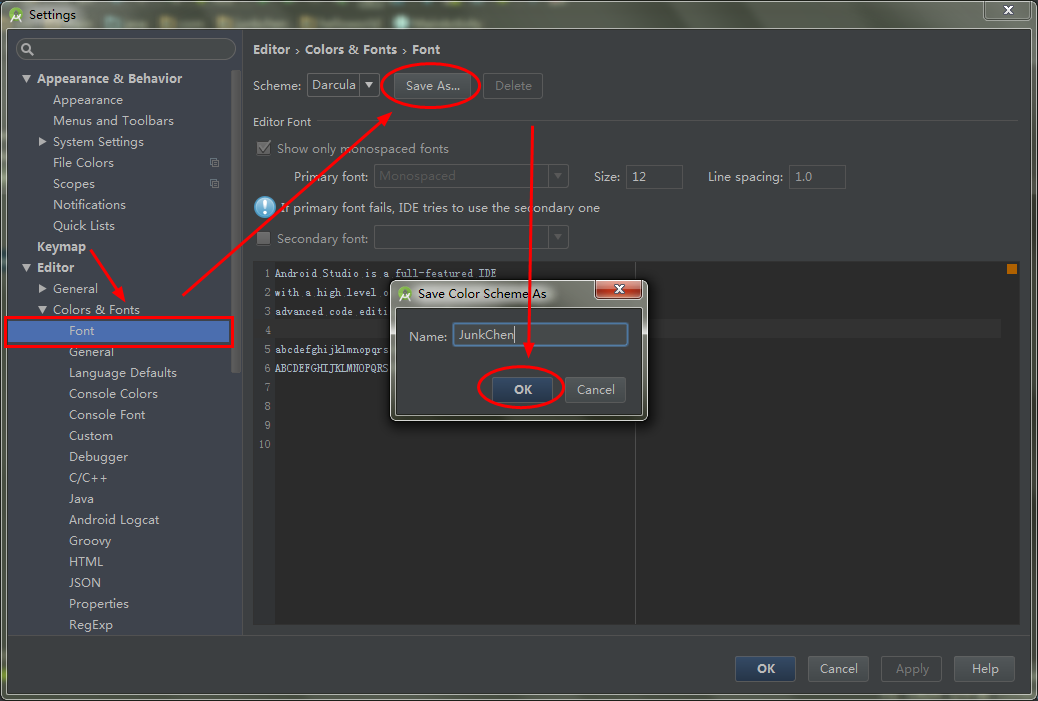 Settings
Editor › Colors & Fonts › Font
Appearance & Behavior
Appearance
Menus and Toolbars
System Settings
File Colors
Scopes
Notifications
Quick Lists
Keymap
Editor
General
Colors & Fonts
Font
General
Language Defaults
Console Colors
Console Font
Custom
Debugger
C/C++
Java
Android Logcat
Groovy
HTML
JSON
Properties
RegExp
Scheme: Darcula Save As... Delete
Editor Font
Show only monospaced fonts
Primary font: Monospaced Size: 12 Line spacing: 1.0
If primary font fails, IDE tries to use the secondary one
Secondary font:
1 Android Studio is a full-featured IDE
2 with a high level o
3 advanced code editi
4
5 abcdefghijklmnopqrs
6 ABCDEFGHIJKLMNOPQRS
7
8
9
10
Save Color Scheme As
Name: JunkChen
OK Cancel
OK Cancel Apply Help